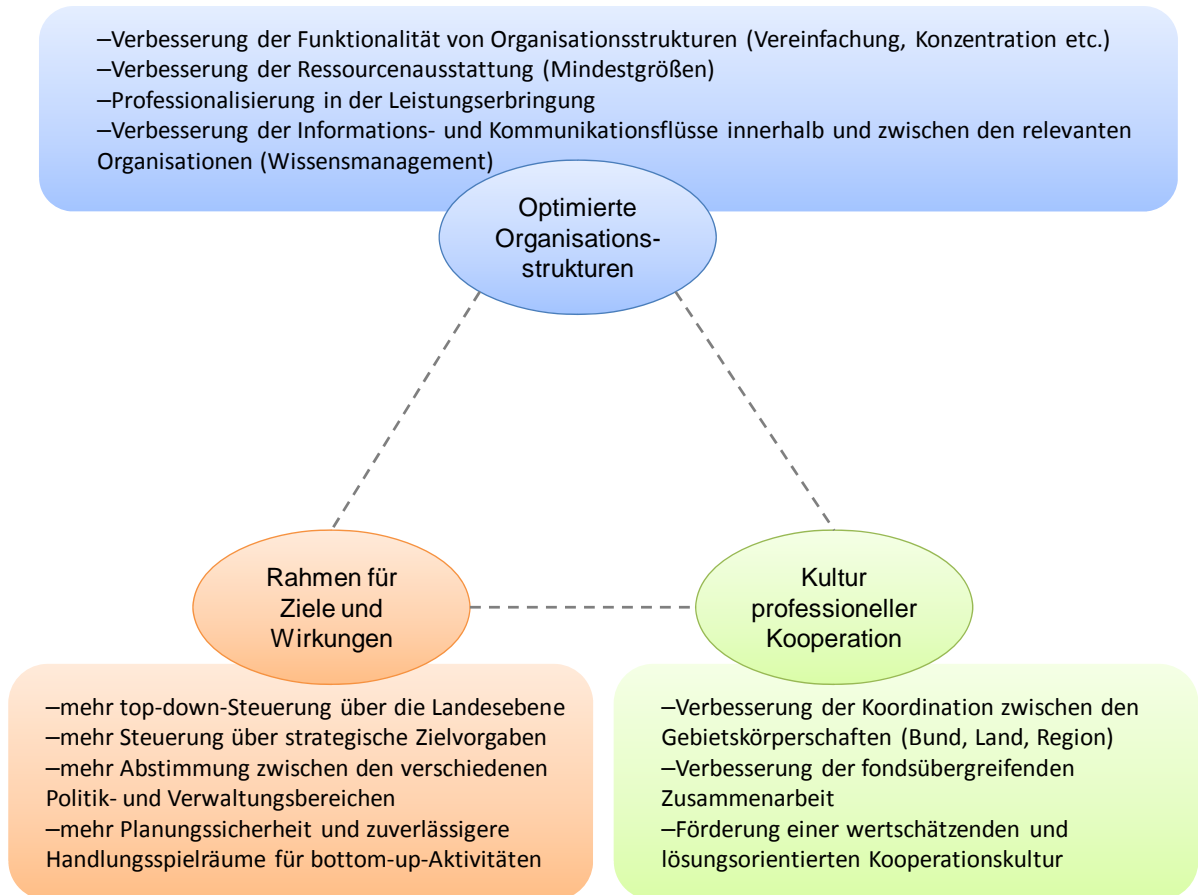 –Verbesserung der Funktionalität von Organisationsstrukturen (Vereinfachung, Konzentration etc.)
–Verbesserung der Ressourcenausstattung (Mindestgrößen)
–Professionalisierung in der Leistungserbringung
–Verbesserung der Informations- und Kommunikationsflüsse innerhalb und zwischen den relevanten
Organisationen (Wissensmanagement)
Optimierte
Organisations-
strukturen
Rahmen für
Ziele und
Wirkungen
Kultur
professioneller
Kooperation
–mehr top-down-Steuerung über die Landesebene
–mehr Steuerung über strategische Zielvorgaben
–mehr Abstimmung zwischen den verschiedenen
Politik- und Verwaltungsbereichen
–mehr Planungssicherheit und zuverlässigere
Handlungsspielräume für bottom-up-Aktivitäten
–Verbesserung der Koordination zwischen den
Gebietskörperschaften (Bund, Land, Region)
–Verbesserung der fondsübergreifenden
Zusammenarbeit
–Förderung einer wertschätzenden und
lösungsorientierten Kooperationskultur